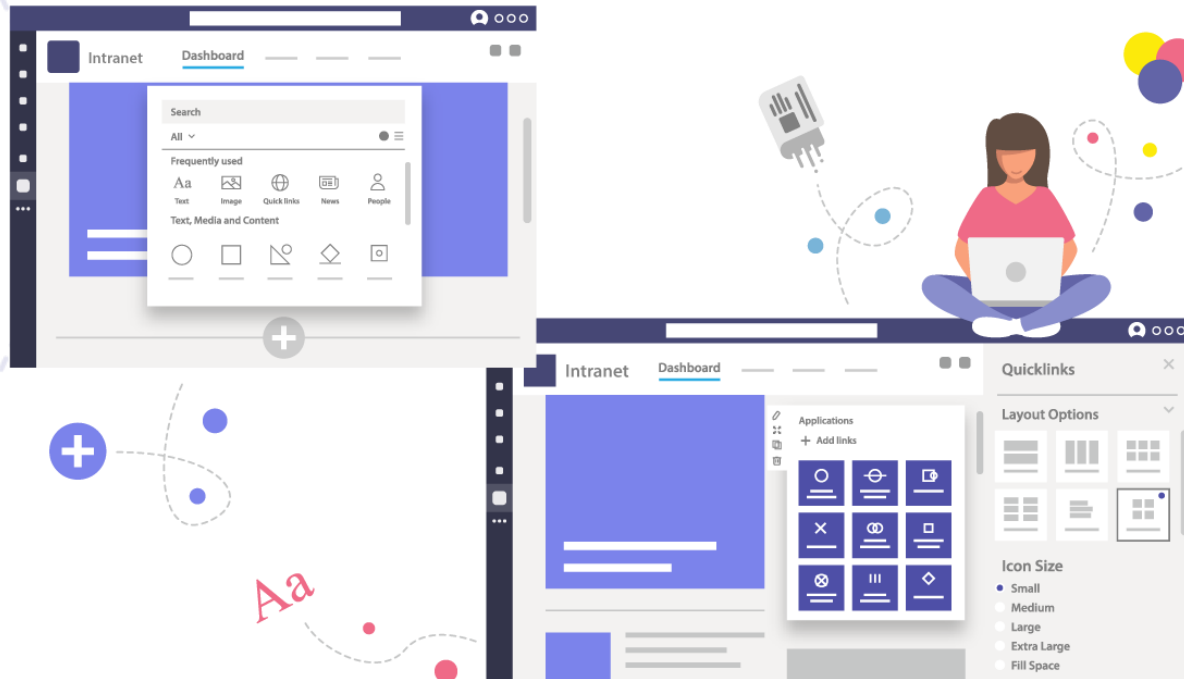 Intranet
Dashboard
Search
All
Frequently used
Aa
Text
Image
Quick links
News
People
Text, Media and Content
Intranet
Dashboard
Applications
Add links
Quicklinks
Layout Options
Icon Size
Small
Medium
Large
Extra Large
Fill Space
Aa